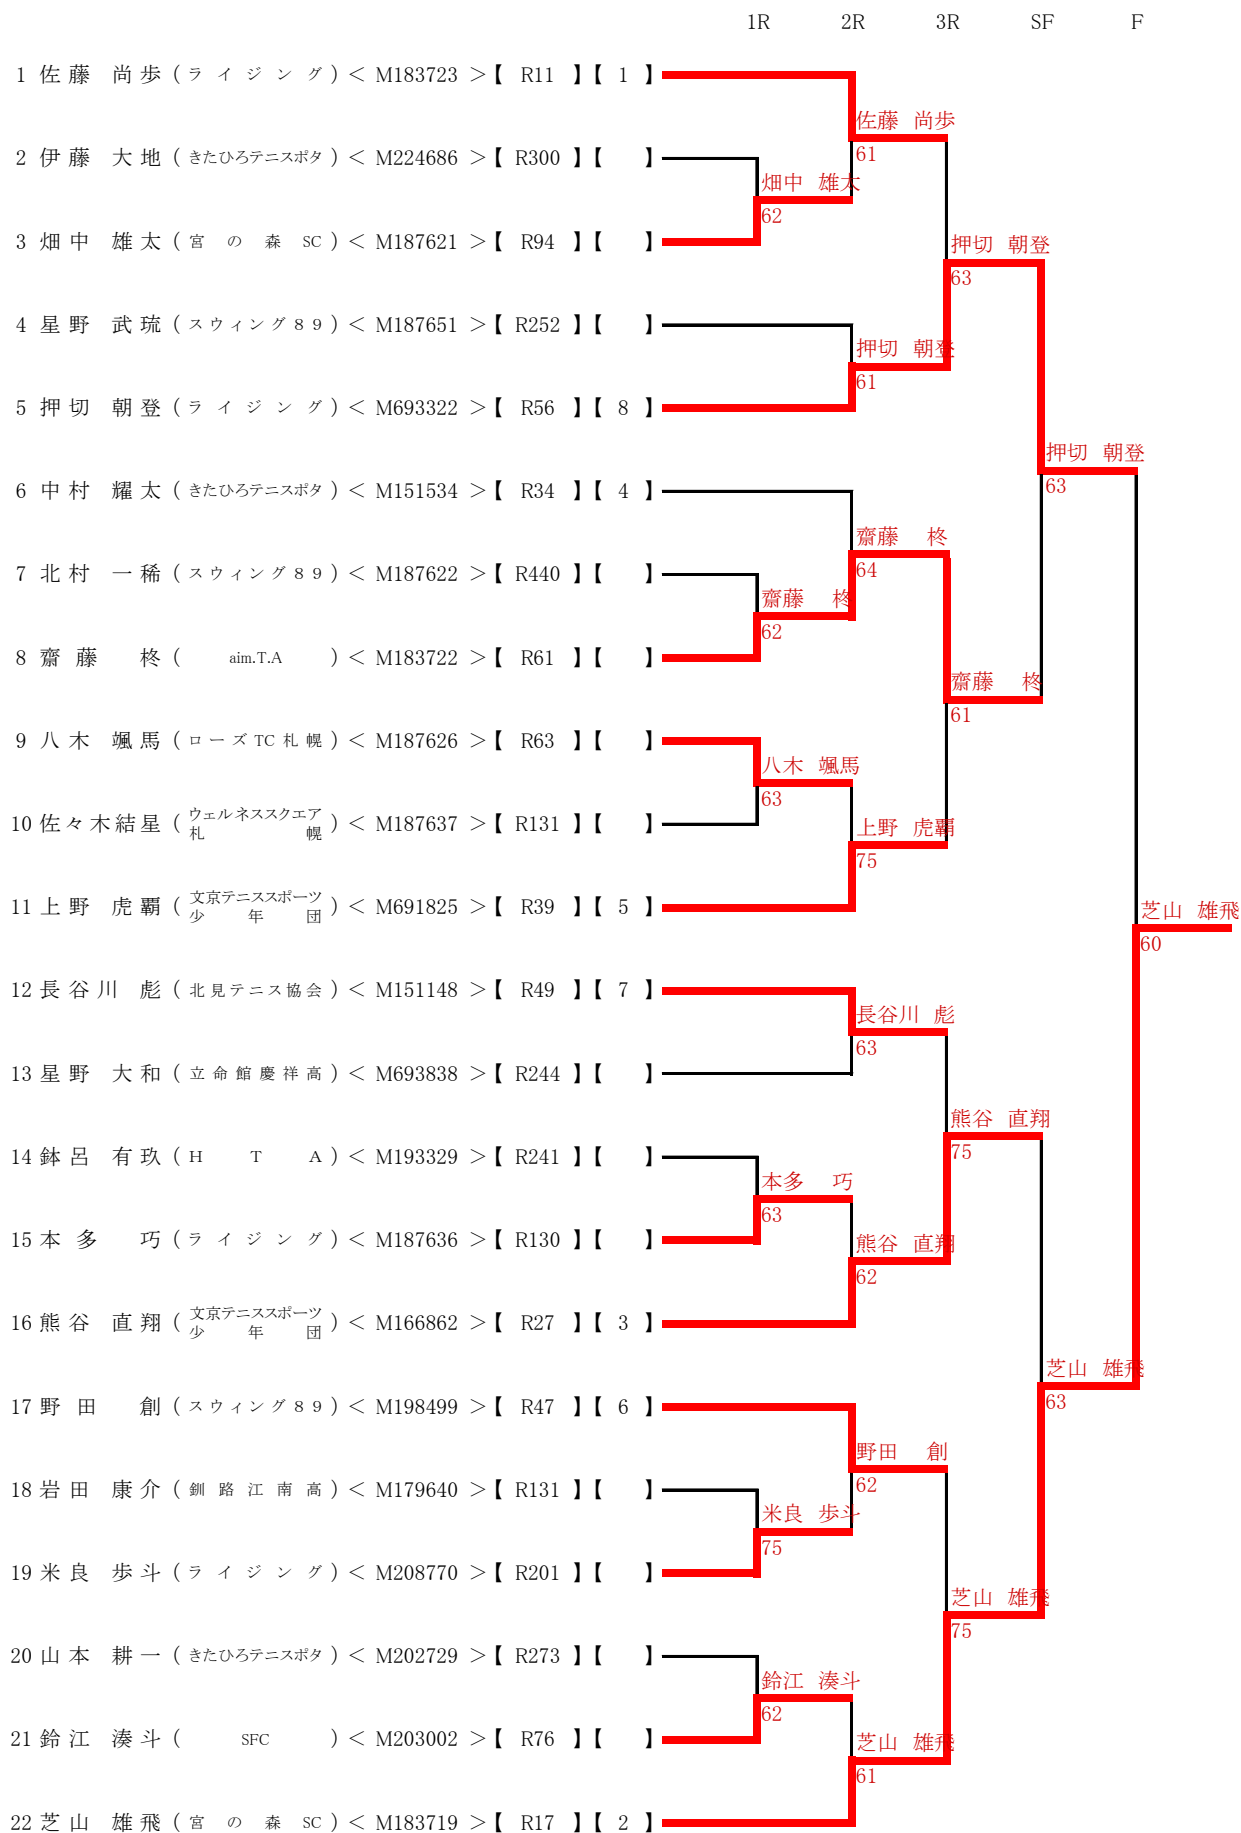 1R 2R 3R SF F
1 佐藤 尚歩 ( ライジング ) < M183723 >【 R11 】【 1 】
佐藤 尚歩
61
2 伊藤 大地 ( きたひろテニスポタ ) < M224686 >【 R300 】【 】
畑中 雄太
62
3 畑中 雄太 ( 宮の森 SC ) < M187621 >【 R94 】【 】
押切 朝登
63
4 星野 武琉 ( スウィング89 ) < M187651 >【 R252 】【 】
押切 朝登
61
5 押切 朝登 ( ライジング ) < M693322 >【 R56 】【 8 】
押切 朝登
63
6 中村 耀太 ( きたひろテニスポタ ) < M151534 >【 R34 】【 4 】
齋藤 柊
64
7 北村 一稀 ( スウィング89 ) < M187622 >【 R440 】【 】
齋藤 柊
62
8 齋藤 柊 ( aim.T.A ) < M183722 >【 R61 】【 】
齋藤 柊
61
9 八木 颯馬 ( ローズTC札幌 ) < M187626 >【 R63 】【 】
八木 颯馬
63
10 佐々木結星 ( ウェルネススクエア札幌 ) < M187637 >【 R131 】【 】
上野 虎覇
75
11 上野 虎覇 ( 文京テニススポーツ少年団 ) < M691825 >【 R39 】【 5 】
芝山 雄飛
60
12 長谷川 彪 ( 北見テニス協会 ) < M151148 >【 R49 】【 7 】
長谷川 彪
63
13 星野 大和 ( 立命館慶祥高 ) < M693838 >【 R244 】【 】
熊谷 直翔
75
14 鉢呂 有玖 ( HTA ) < M193329 >【 R241 】【 】
本多 巧
63
15 本多 巧 ( ライジング ) < M187636 >【 R130 】【 】
熊谷 直翔
62
16 熊谷 直翔 ( 文京テニススポーツ少年団 ) < M166862 >【 R27 】【 3 】
芝山 雄飛
63
17 野田 創 ( スウィング89 ) < M198499 >【 R47 】【 6 】
野田 創
62
18 岩田 康介 ( 釧路江南高 ) < M179640 >【 R131 】【 】
米良 歩斗
75
19 米良 歩斗 ( ライジング ) < M208770 >【 R201 】【 】
芝山 雄飛
75
20 山本 耕一 ( きたひろテニスポタ ) < M202729 >【 R273 】【 】
鈴江 湊斗
62
21 鈴江 湊斗 ( SFC ) < M203002 >【 R76 】【 】
芝山 雄飛
61
22 芝山 雄飛 ( 宮の森 SC ) < M183719 >【 R17 】【 2 】